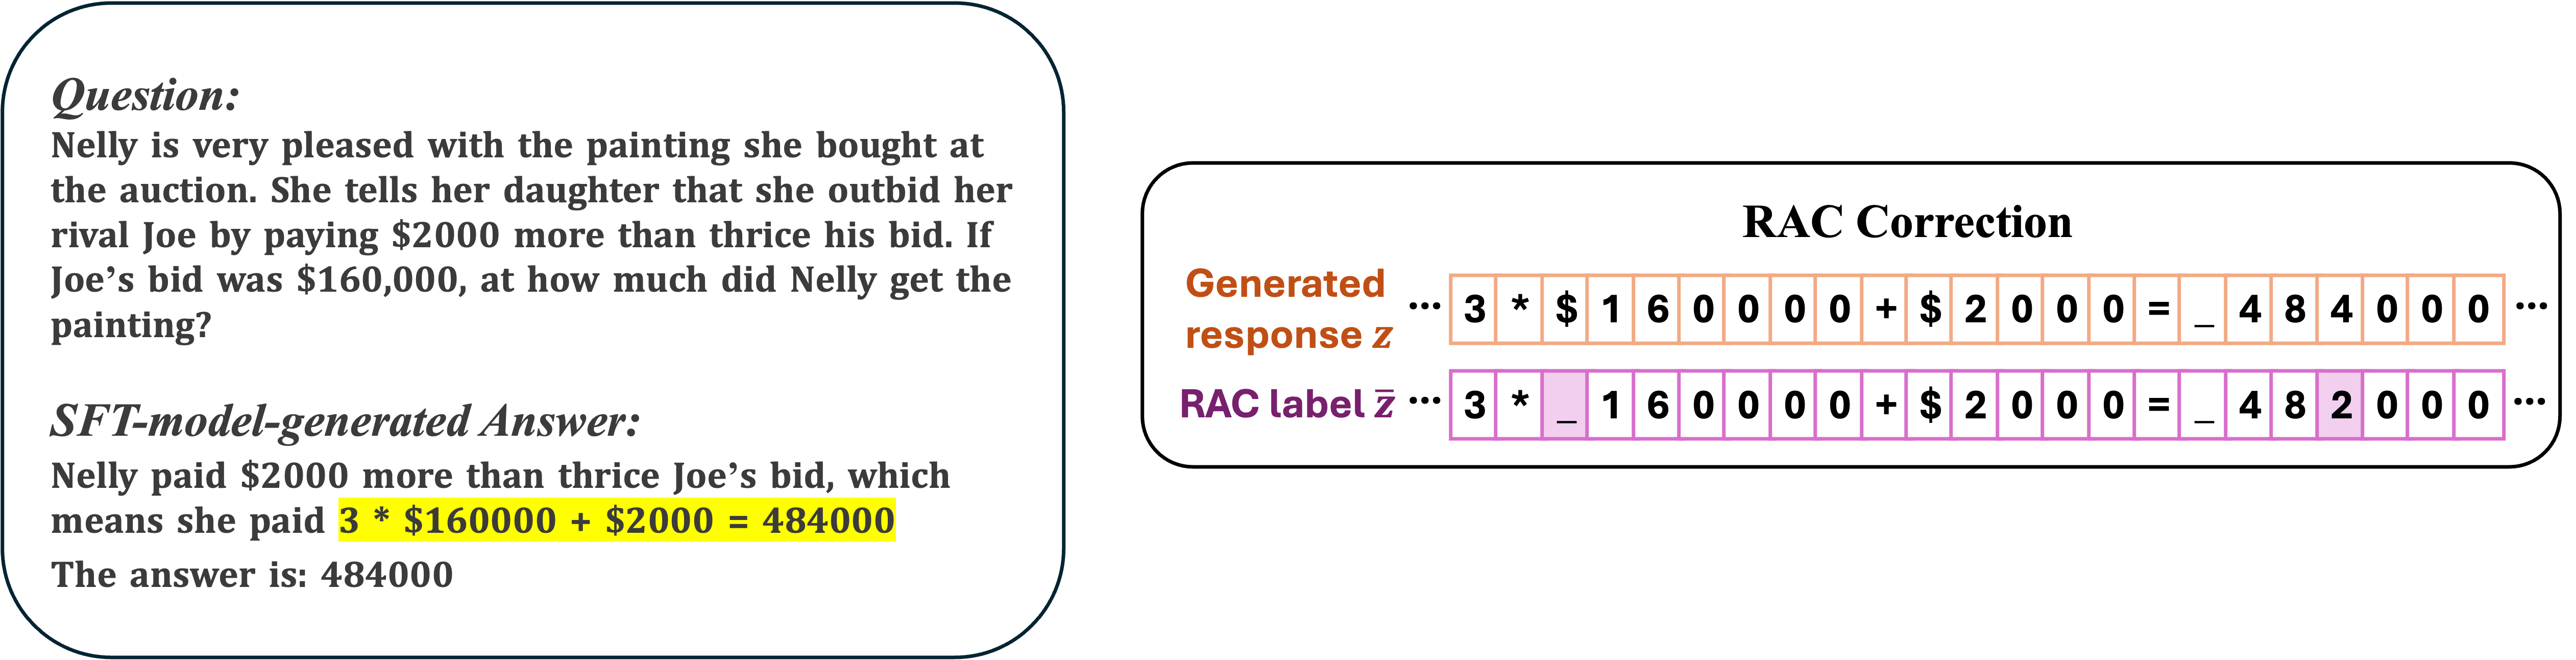 Question:
Nelly is very pleased with the painting she bought at
the auction. She tells her daughter that she outbid her
rival Joe by paying $2000 more than thrice his bid. If
Joe’s bid was $160,000, at how much did Nelly get the
painting?
SFT-model-generated Answer:
Nelly paid $2000 more than thrice Joe’s bid, which
means she paid 3 * $160000 + $2000 = 484000
The answer is: 484000
RAC Correction
Generated
response z
... 3 * $ 1 6 0 0 0 0 + $ 2 0 0 0 = _ 4 8 4 0 0 0 ...
RAC label z̄ ... 3 * _ 1 6 0 0 0 0 + $ 2 0 0 0 = _ 4 8 2 0 0 0 ...